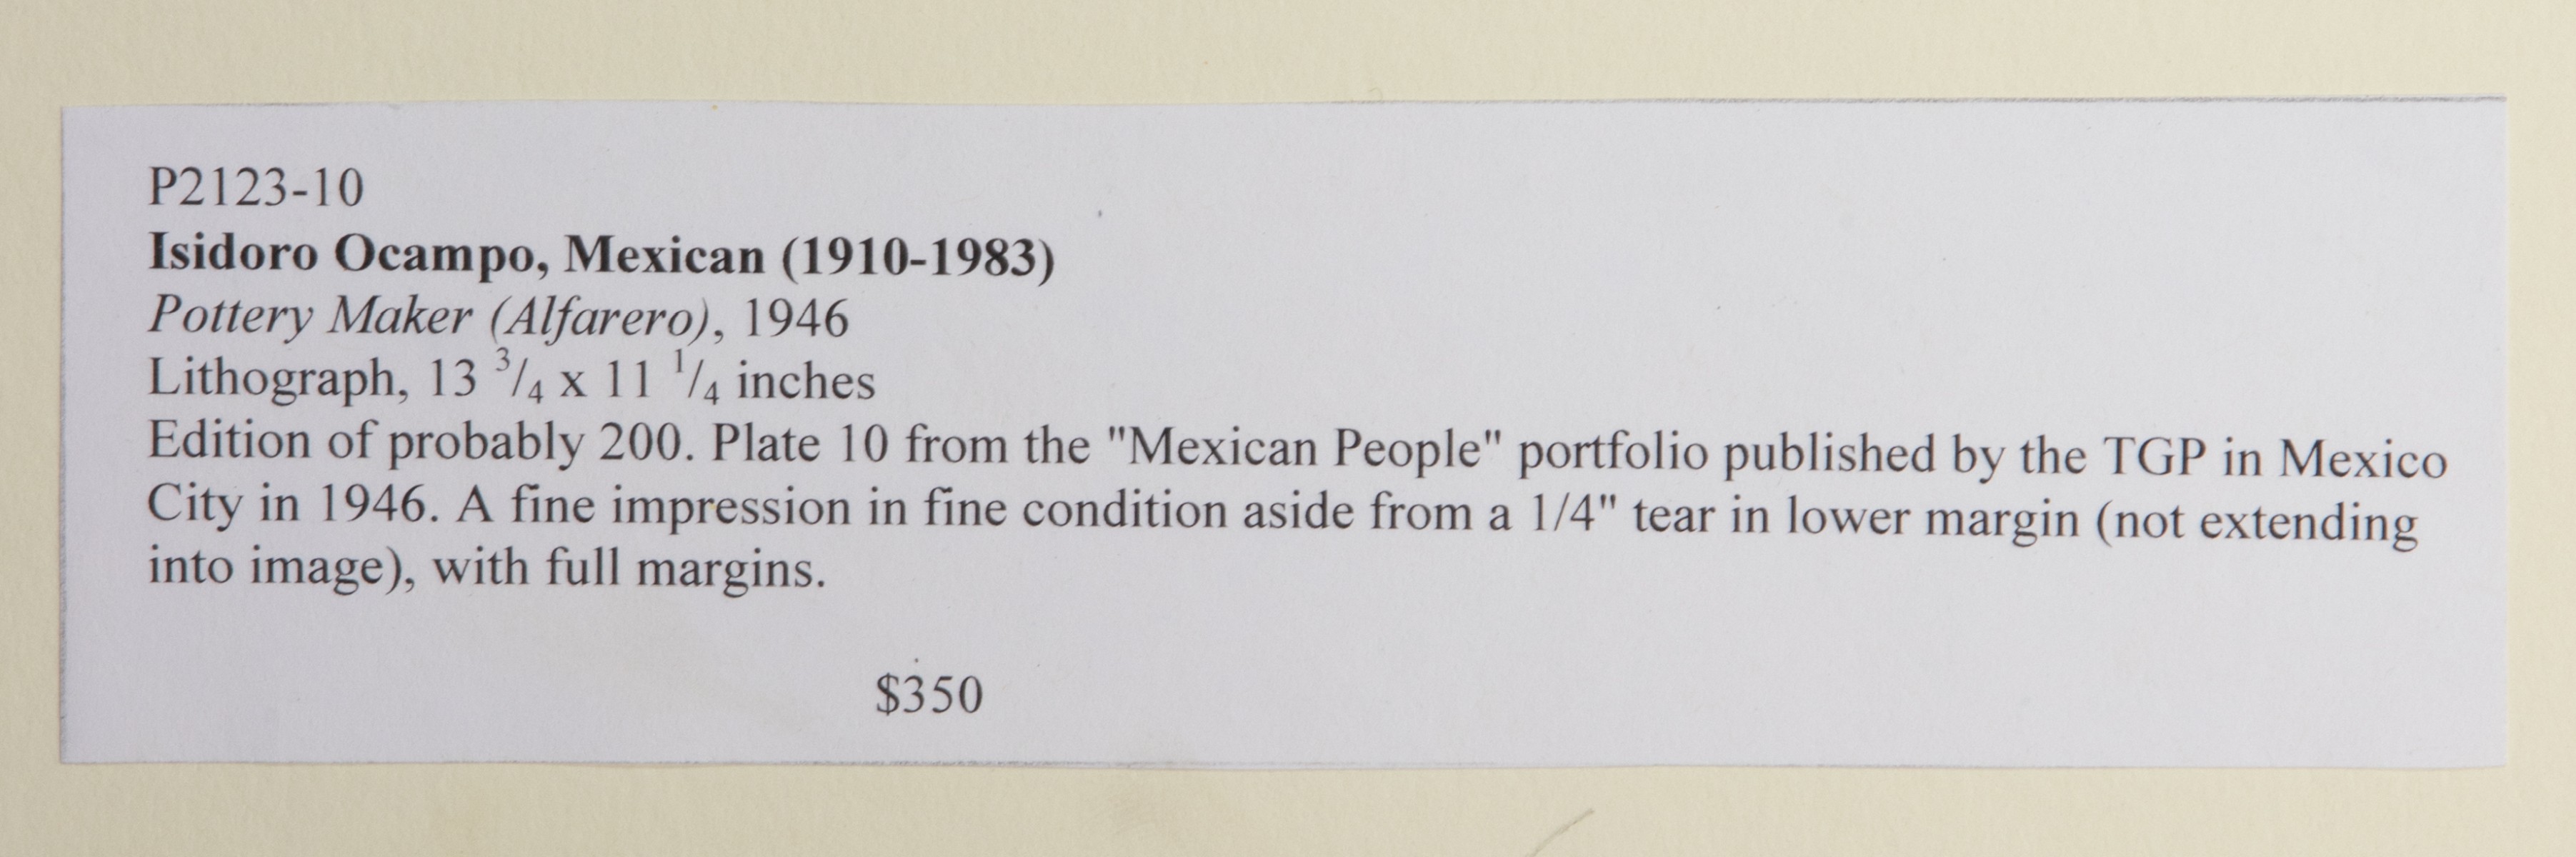 P2123-10
Isidoro Ocampo, Mexican (1910-1983)
Pottery Maker (Alfarero), 1946
Lithograph, 13 3/4 x 11 1/4 inches
Edition of probably 200. Plate 10 from the "Mexican People" portfolio published by the TGP in Mexico
City in 1946. A fine impression in fine condition aside from a 1/4" tear in lower margin (not extending
into image), with full margins.
$350